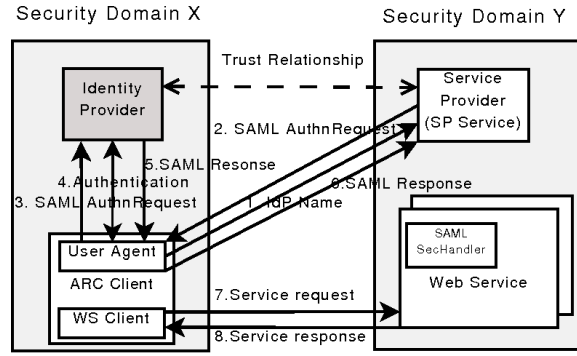 Security Domain X
Security Domain Y
Trust Relationship
Identity
Provider
Service
Provider
(SP Service)
2. SAML AuthnRequest
5.SAML Resonse
4.Authentication
6.SAML Response
3. SAML AuthnRequest
1. IdP Name
User Agent
ARC Client
WS Client
SAML
SecHandler
Web Service
7.Service request
8.Service response